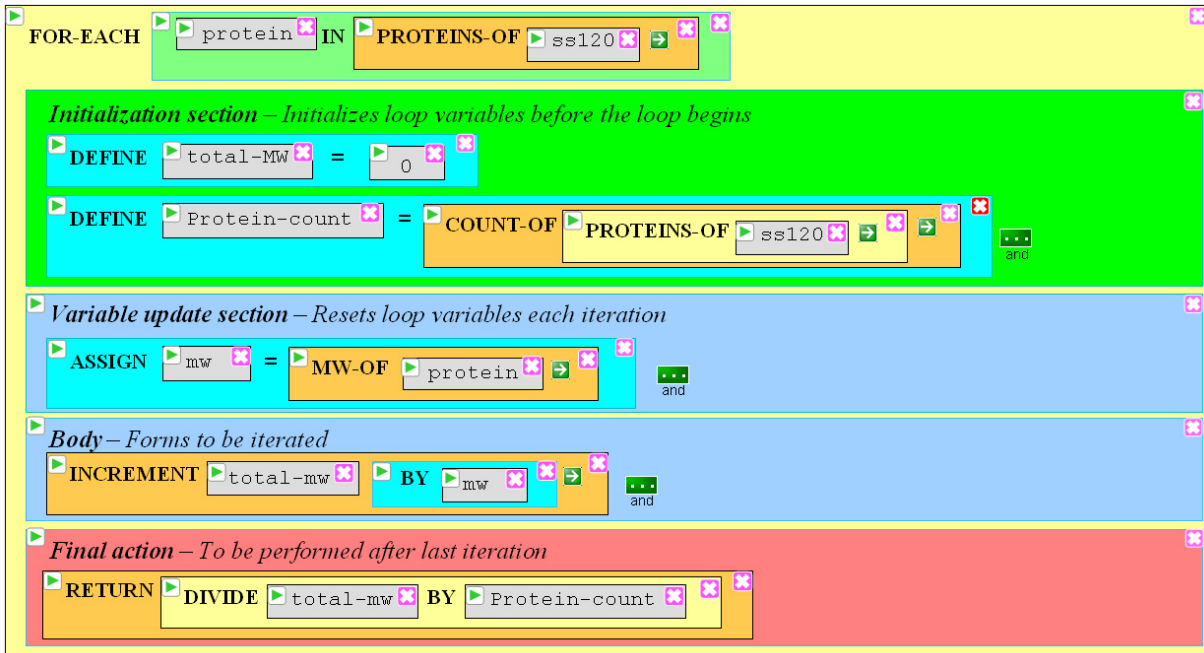 FOR-EACH protein IN PROTEINS-OF ss120
Initialization section – Initializes loop variables before the loop begins
DEFINE total-MW = 0
DEFINE Protein-count = COUNT-OF PROTEINS-OF ss120
... and
Variable update section – Resets loop variables each iteration
ASSIGN mw = MW-OF protein
... and
Body – Forms to be iterated
INCREMENT total-mw BY mw
... and
Final action – To be performed after last iteration
RETURN DIVIDE total-mw BY Protein-count